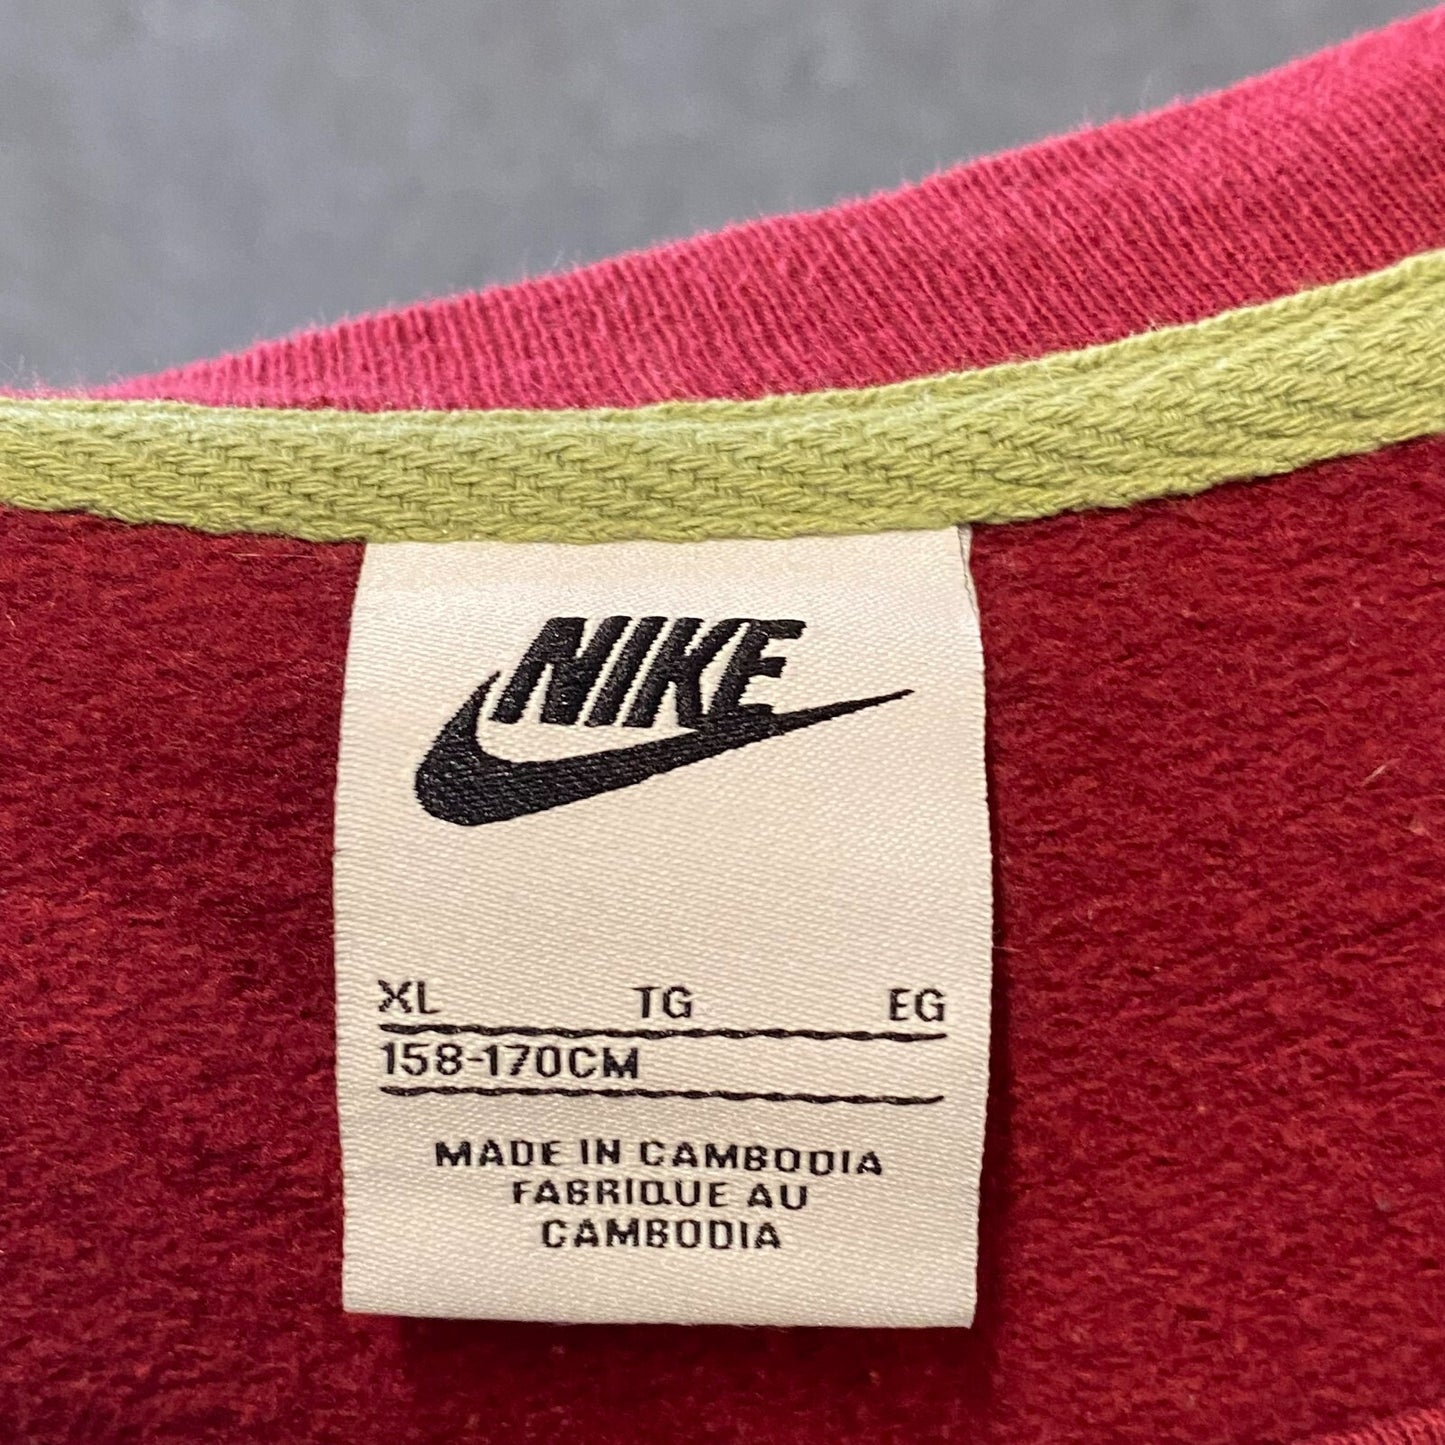 NIKE
XL TG EG
158-170CM
MADE IN CAMBODIA
FABRIQUE AU
CAMBODIA